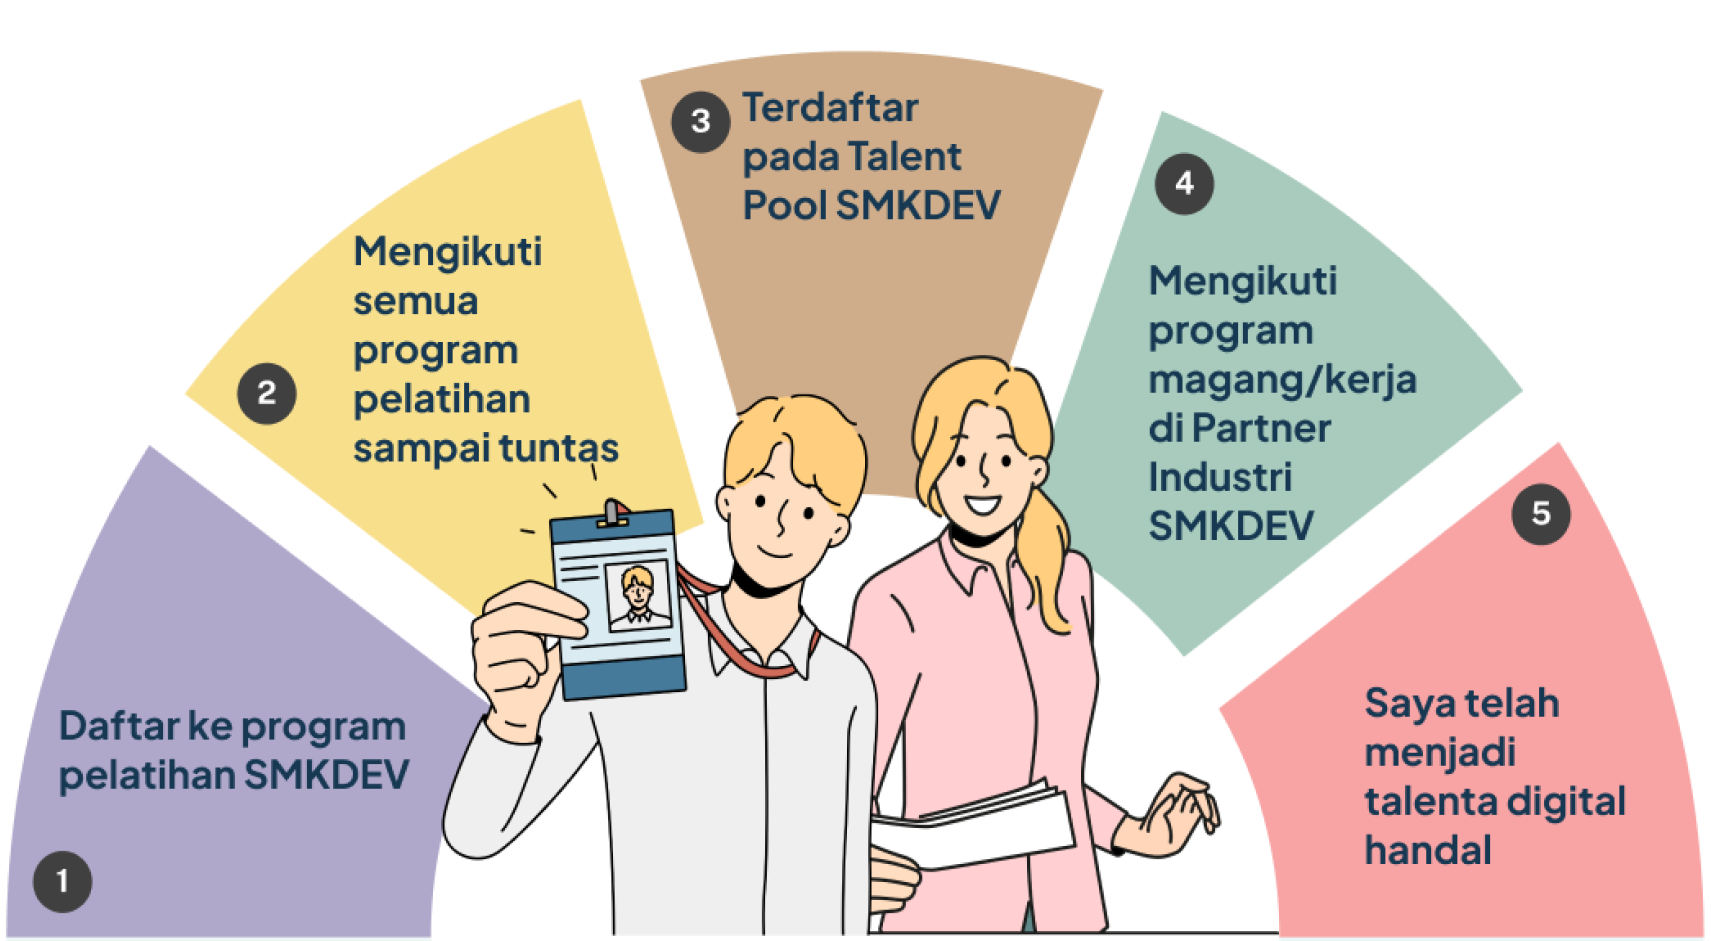 1
Daftar ke program
pelatihan SMKDEV
2
Mengikuti
semua
program
pelatihan
sampai tuntas
3
Terdaftar
pada Talent
Pool SMKDEV
4
Mengikuti
program
magang/kerja
di Partner
Industri
SMKDEV
5
Saya telah
menjadi
talenta digital
handal